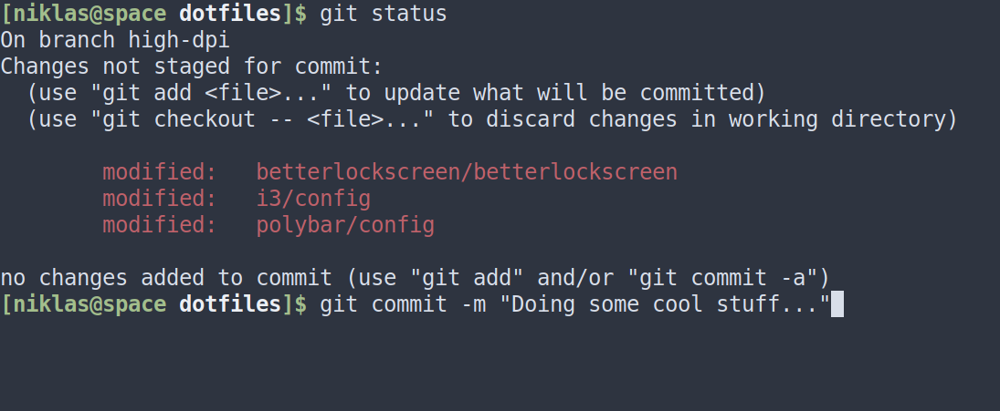 [niklas@space dotfiles]$ git status
On branch high-dpi
Changes not staged for commit:
  (use "git add <file>..." to update what will be committed)
  (use "git checkout -- <file>..." to discard changes in working directory)

        modified:   betterlockscreen/betterlockscreen
        modified:   i3/config
        modified:   polybar/config

no changes added to commit (use "git add" and/or "git commit -a")
[niklas@space dotfiles]$ git commit -m "Doing some cool stuff..."